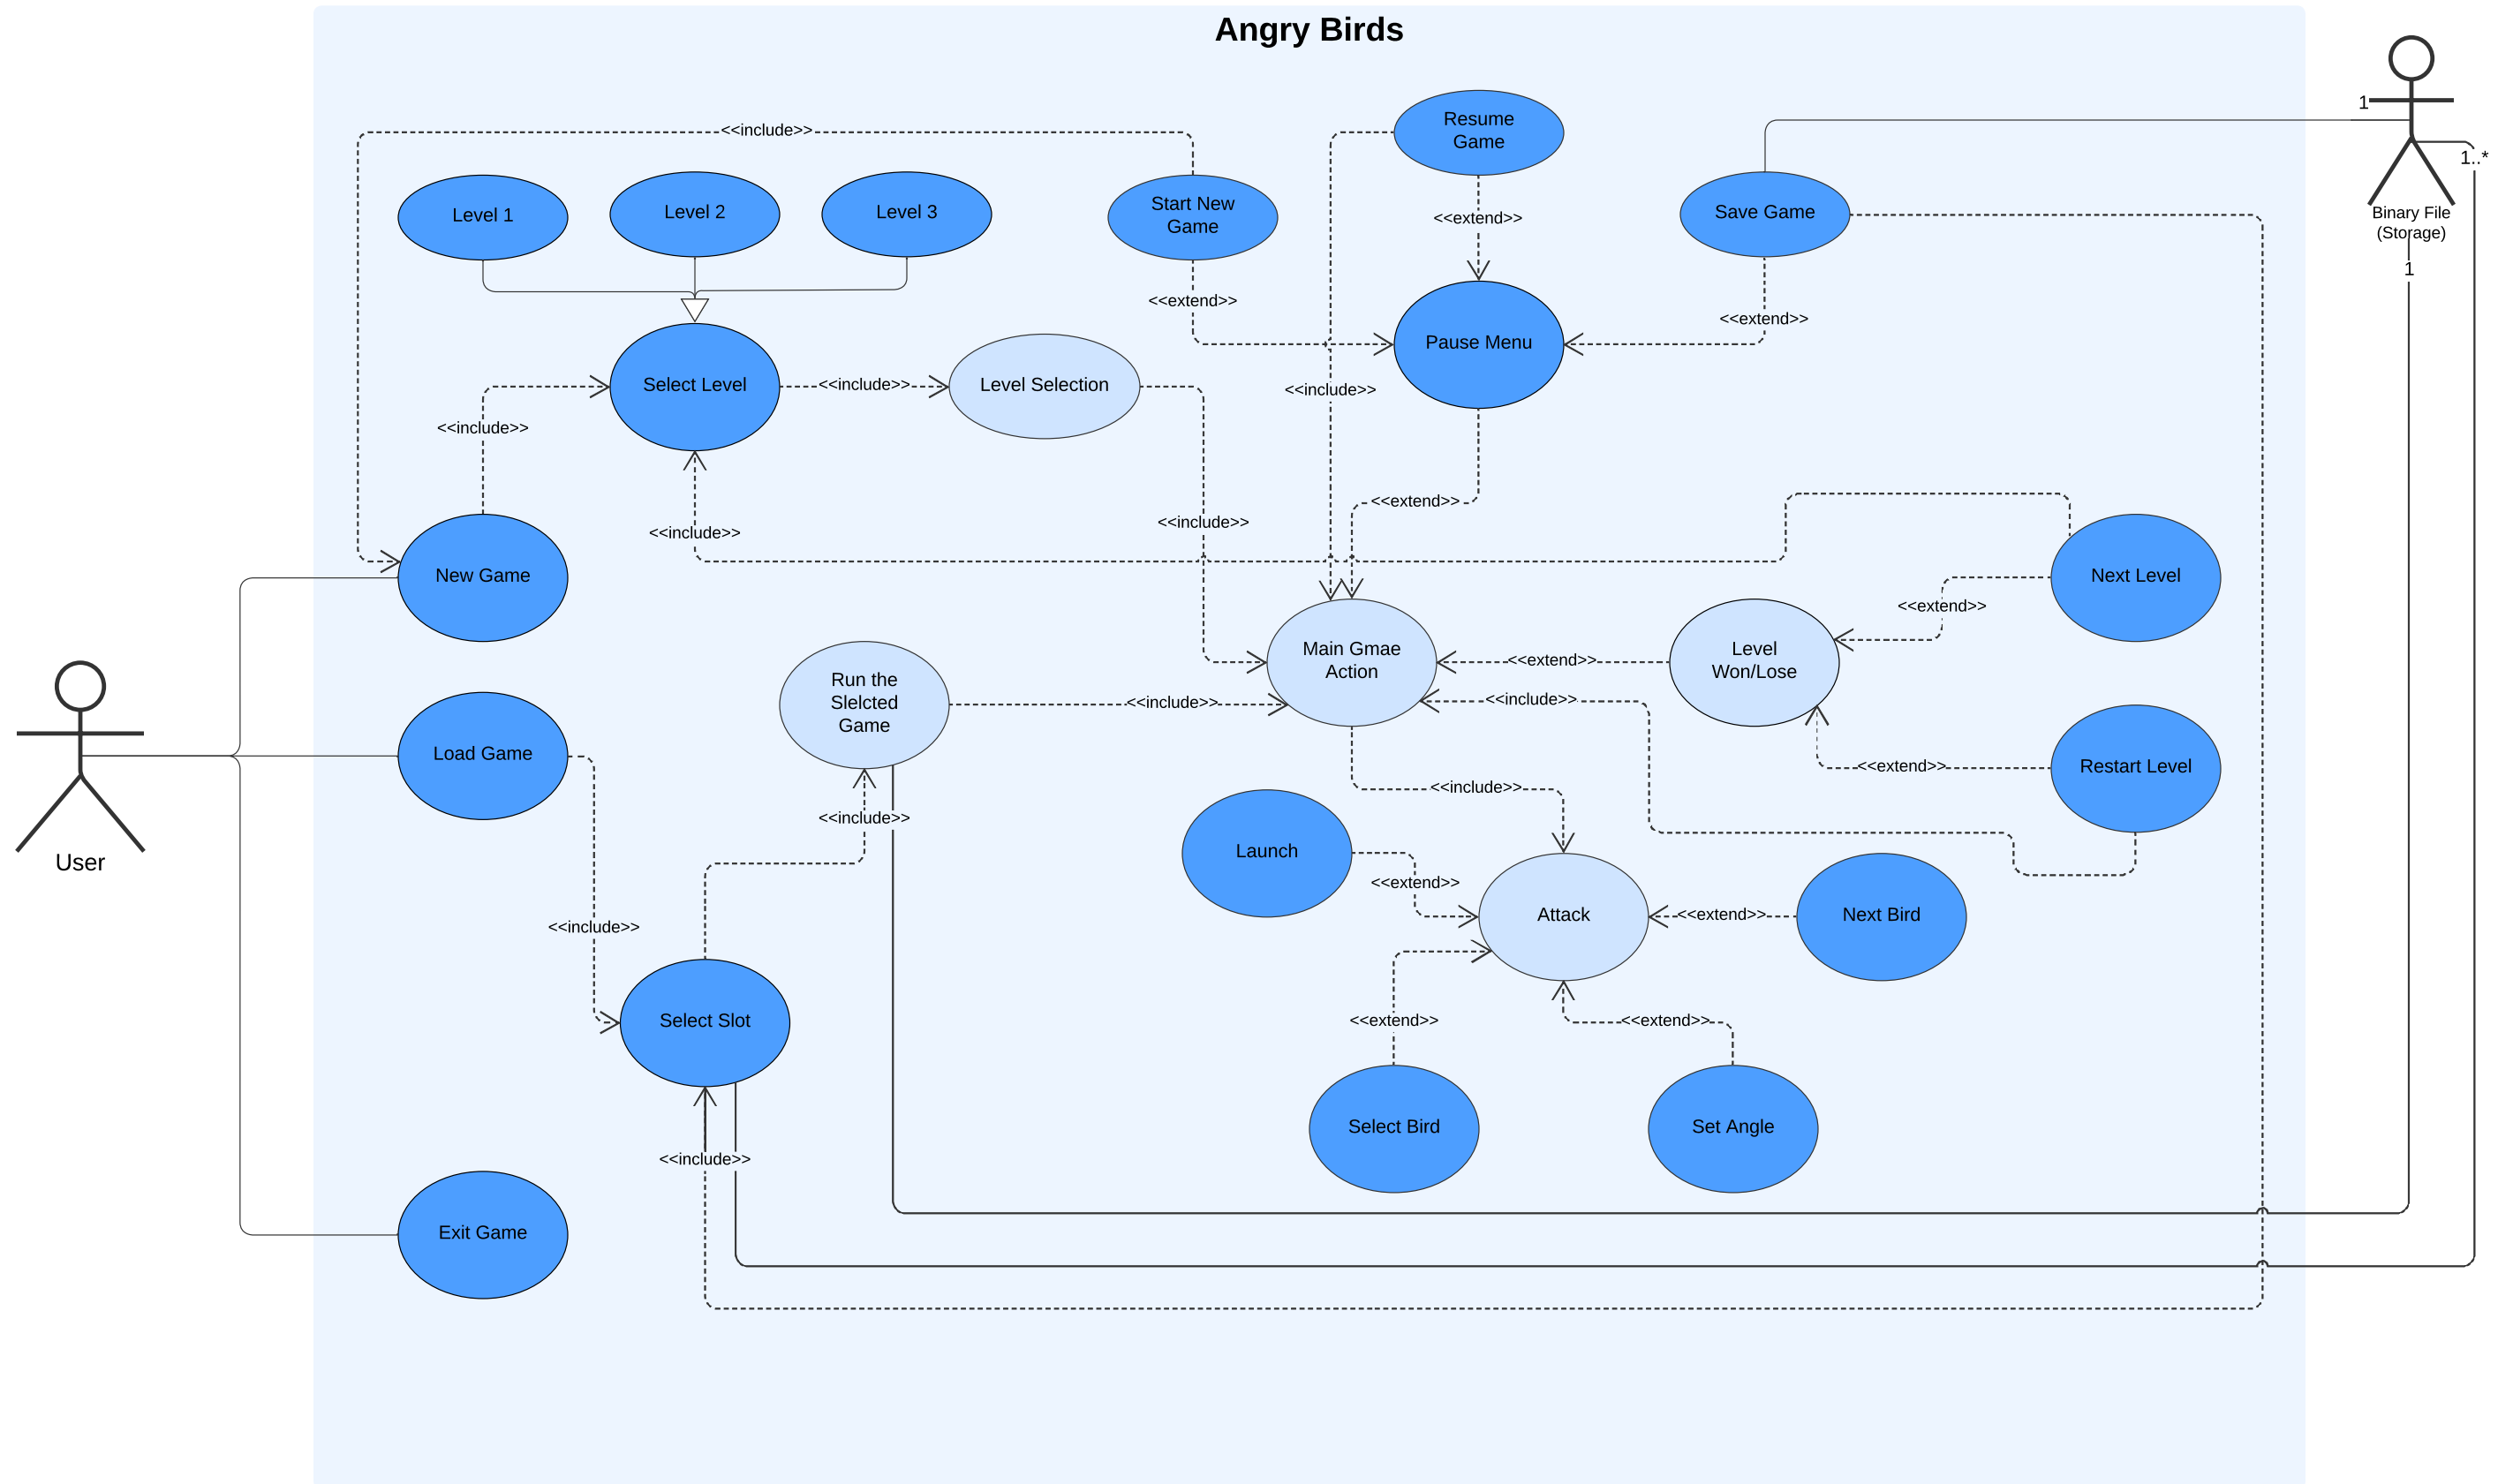 Angry Birds
1
1..*
Binary File
(Storage)
1
<<include>>
Resume
Game
Level 1
Level 2
Level 3
Start New
Game
<<extend>>
Save Game
<<extend>>
<<extend>>
Pause Menu
Select Level
<<include>>
Level Selection
<<include>>
<<include>>
<<extend>>
<<include>>
<<include>>
New Game
Next Level
<<extend>>
Run the
Slelcted
Game
Main Gmae
Action
<<extend>>
Level
Won/Lose
<<include>>
<<include>>
Load Game
<<extend>>
Restart Level
User
<<include>>
<<include>>
Launch
<<extend>>
Attack
<<extend>>
Next Bird
<<include>>
Select Slot
<<extend>>
<<extend>>
Select Bird
Set Angle
<<include>>
Exit Game